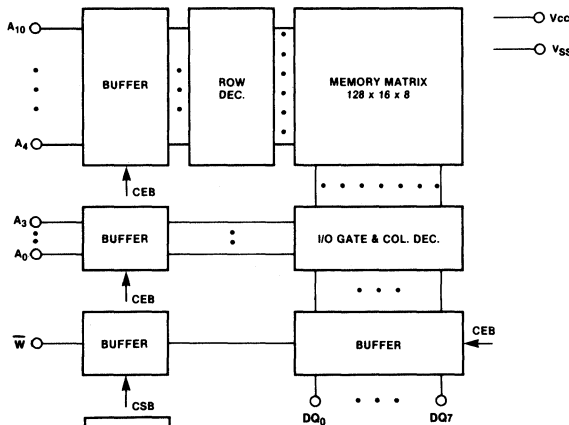 A10
Vcc
VSS
BUFFER
ROW
DEC.
MEMORY MATRIX
128 x 16 x 8
A4
CEB
A3
BUFFER
I/O GATE & COL. DEC.
A0
CEB
W
BUFFER
BUFFER
CEB
CSB
DQ0
DQ7